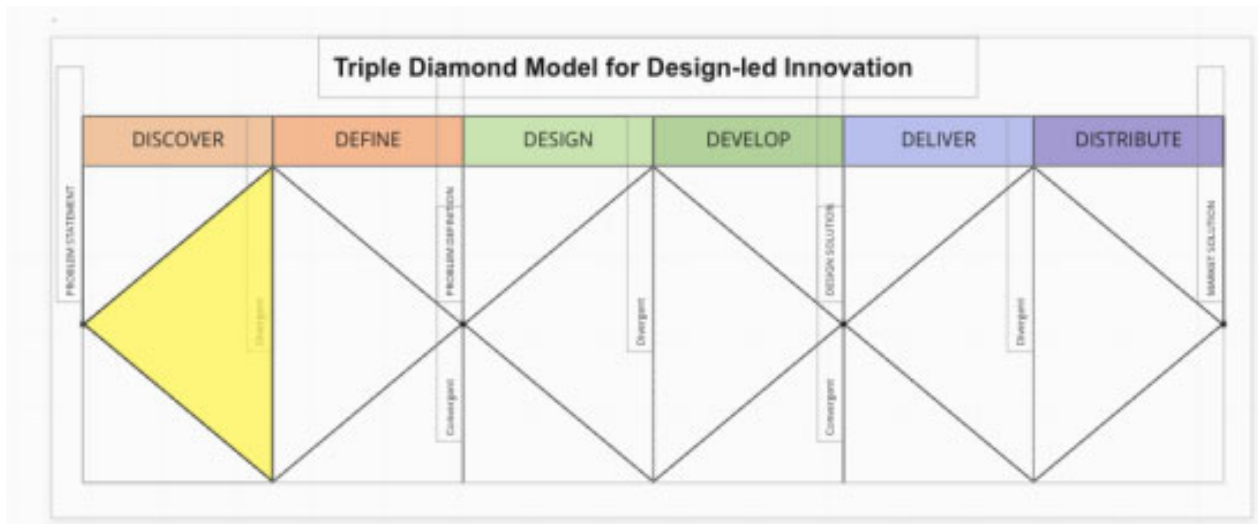 Triple Diamond Model for Design-led Innovation
DISCOVER
DEFINE
DESIGN
DEVELOP
DELIVER
DISTRIBUTE
PROBLEM STATEMENT
Divergent
PROBLEM DEFINITION
Convergent
Divergent
DESIGN SOLUTION
Convergent
Divergent
MARKET SOLUTION